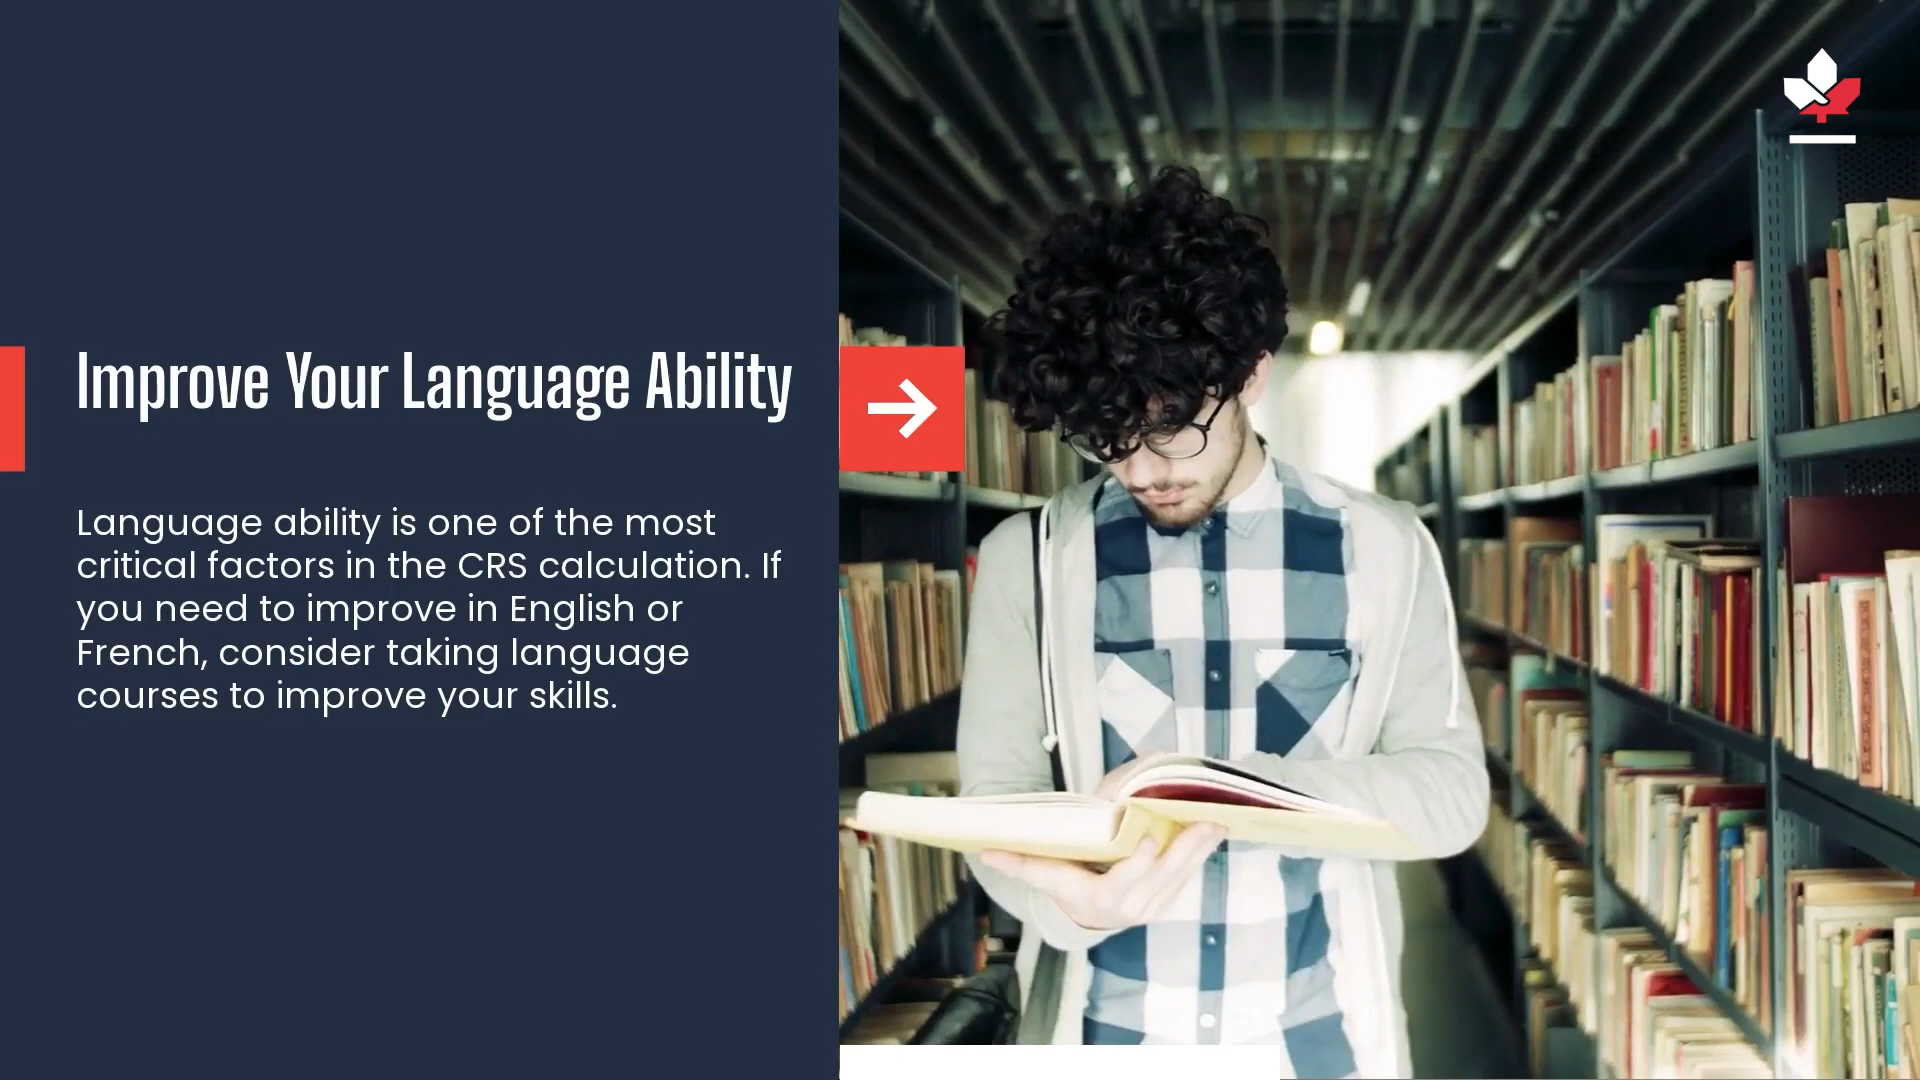 Improve Your Language Ability
Language ability is one of the most
critical factors in the CRS calculation. If
you need to improve in English or
French, consider taking language
courses to improve your skills.